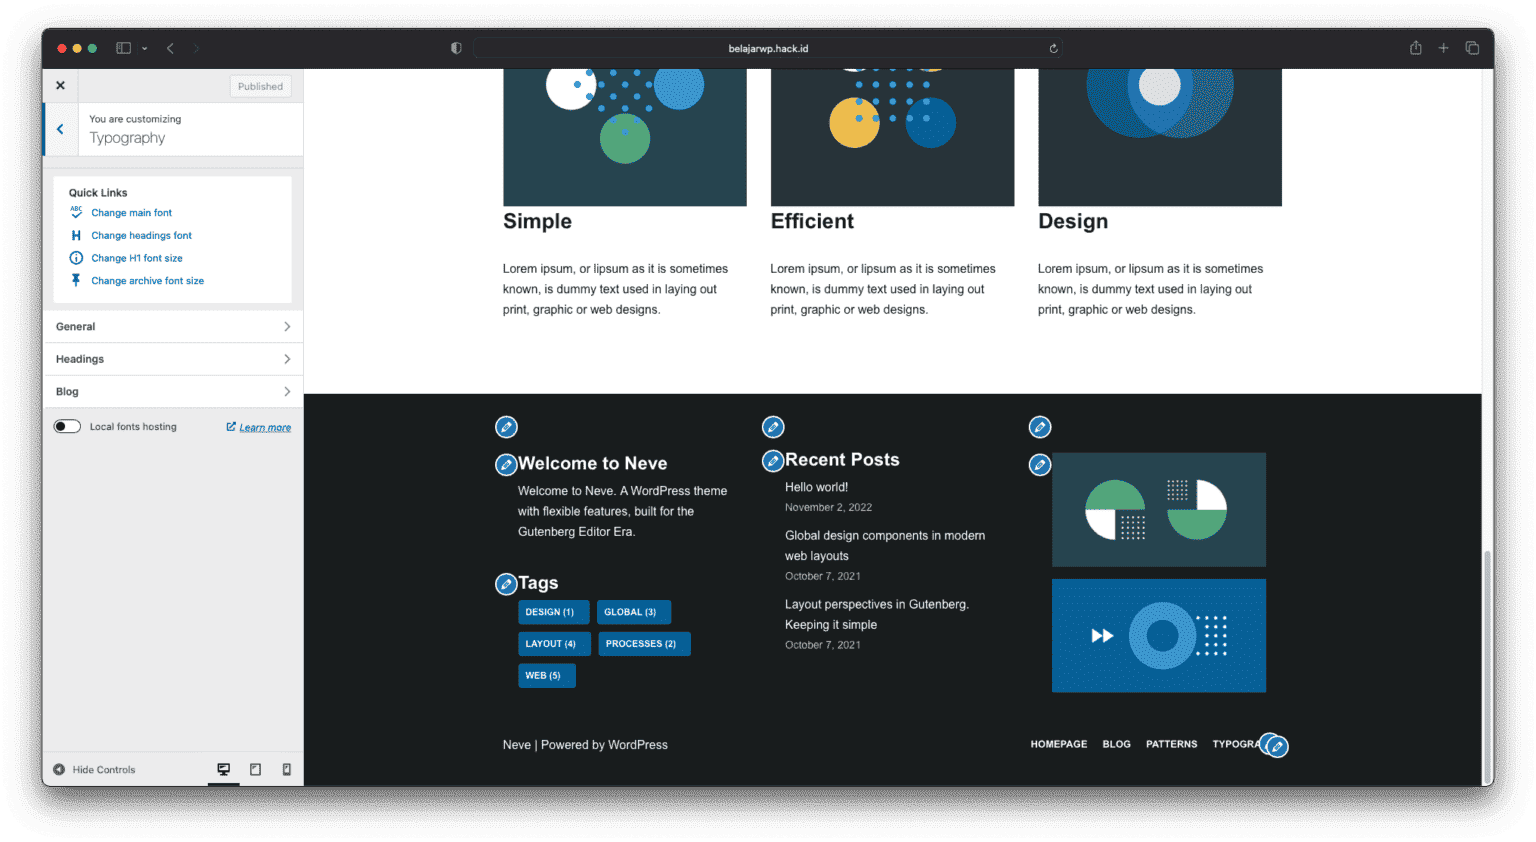 belajarwp.hack.id
Published
You are customizing
Typography
Quick Links
ABC
Change main font
H
Change headings font
Change H1 font size
Change archive font size
General
Headings
Blog
Local fonts hosting
Learn more
Hide Controls
Simple
Lorem ipsum, or lipsum as it is sometimes
known, is dummy text used in laying out
print, graphic or web designs.
Efficient
Lorem ipsum, or lipsum as it is sometimes
known, is dummy text used in laying out
print, graphic or web designs.
Design
Lorem ipsum, or lipsum as it is sometimes
known, is dummy text used in laying out
print, graphic or web designs.
Welcome to Neve
Welcome to Neve. A WordPress theme
with flexible features, built for the
Gutenberg Editor Era.
Tags
DESIGN (1) GLOBAL (3)
LAYOUT (4) PROCESSES (2)
WEB (5)
Recent Posts
Hello world!
November 2, 2022
Global design components in modern
web layouts
October 7, 2021
Layout perspectives in Gutenberg.
Keeping it simple
October 7, 2021
Neve | Powered by WordPress
HOMEPAGE BLOG PATTERNS TYPOGRA